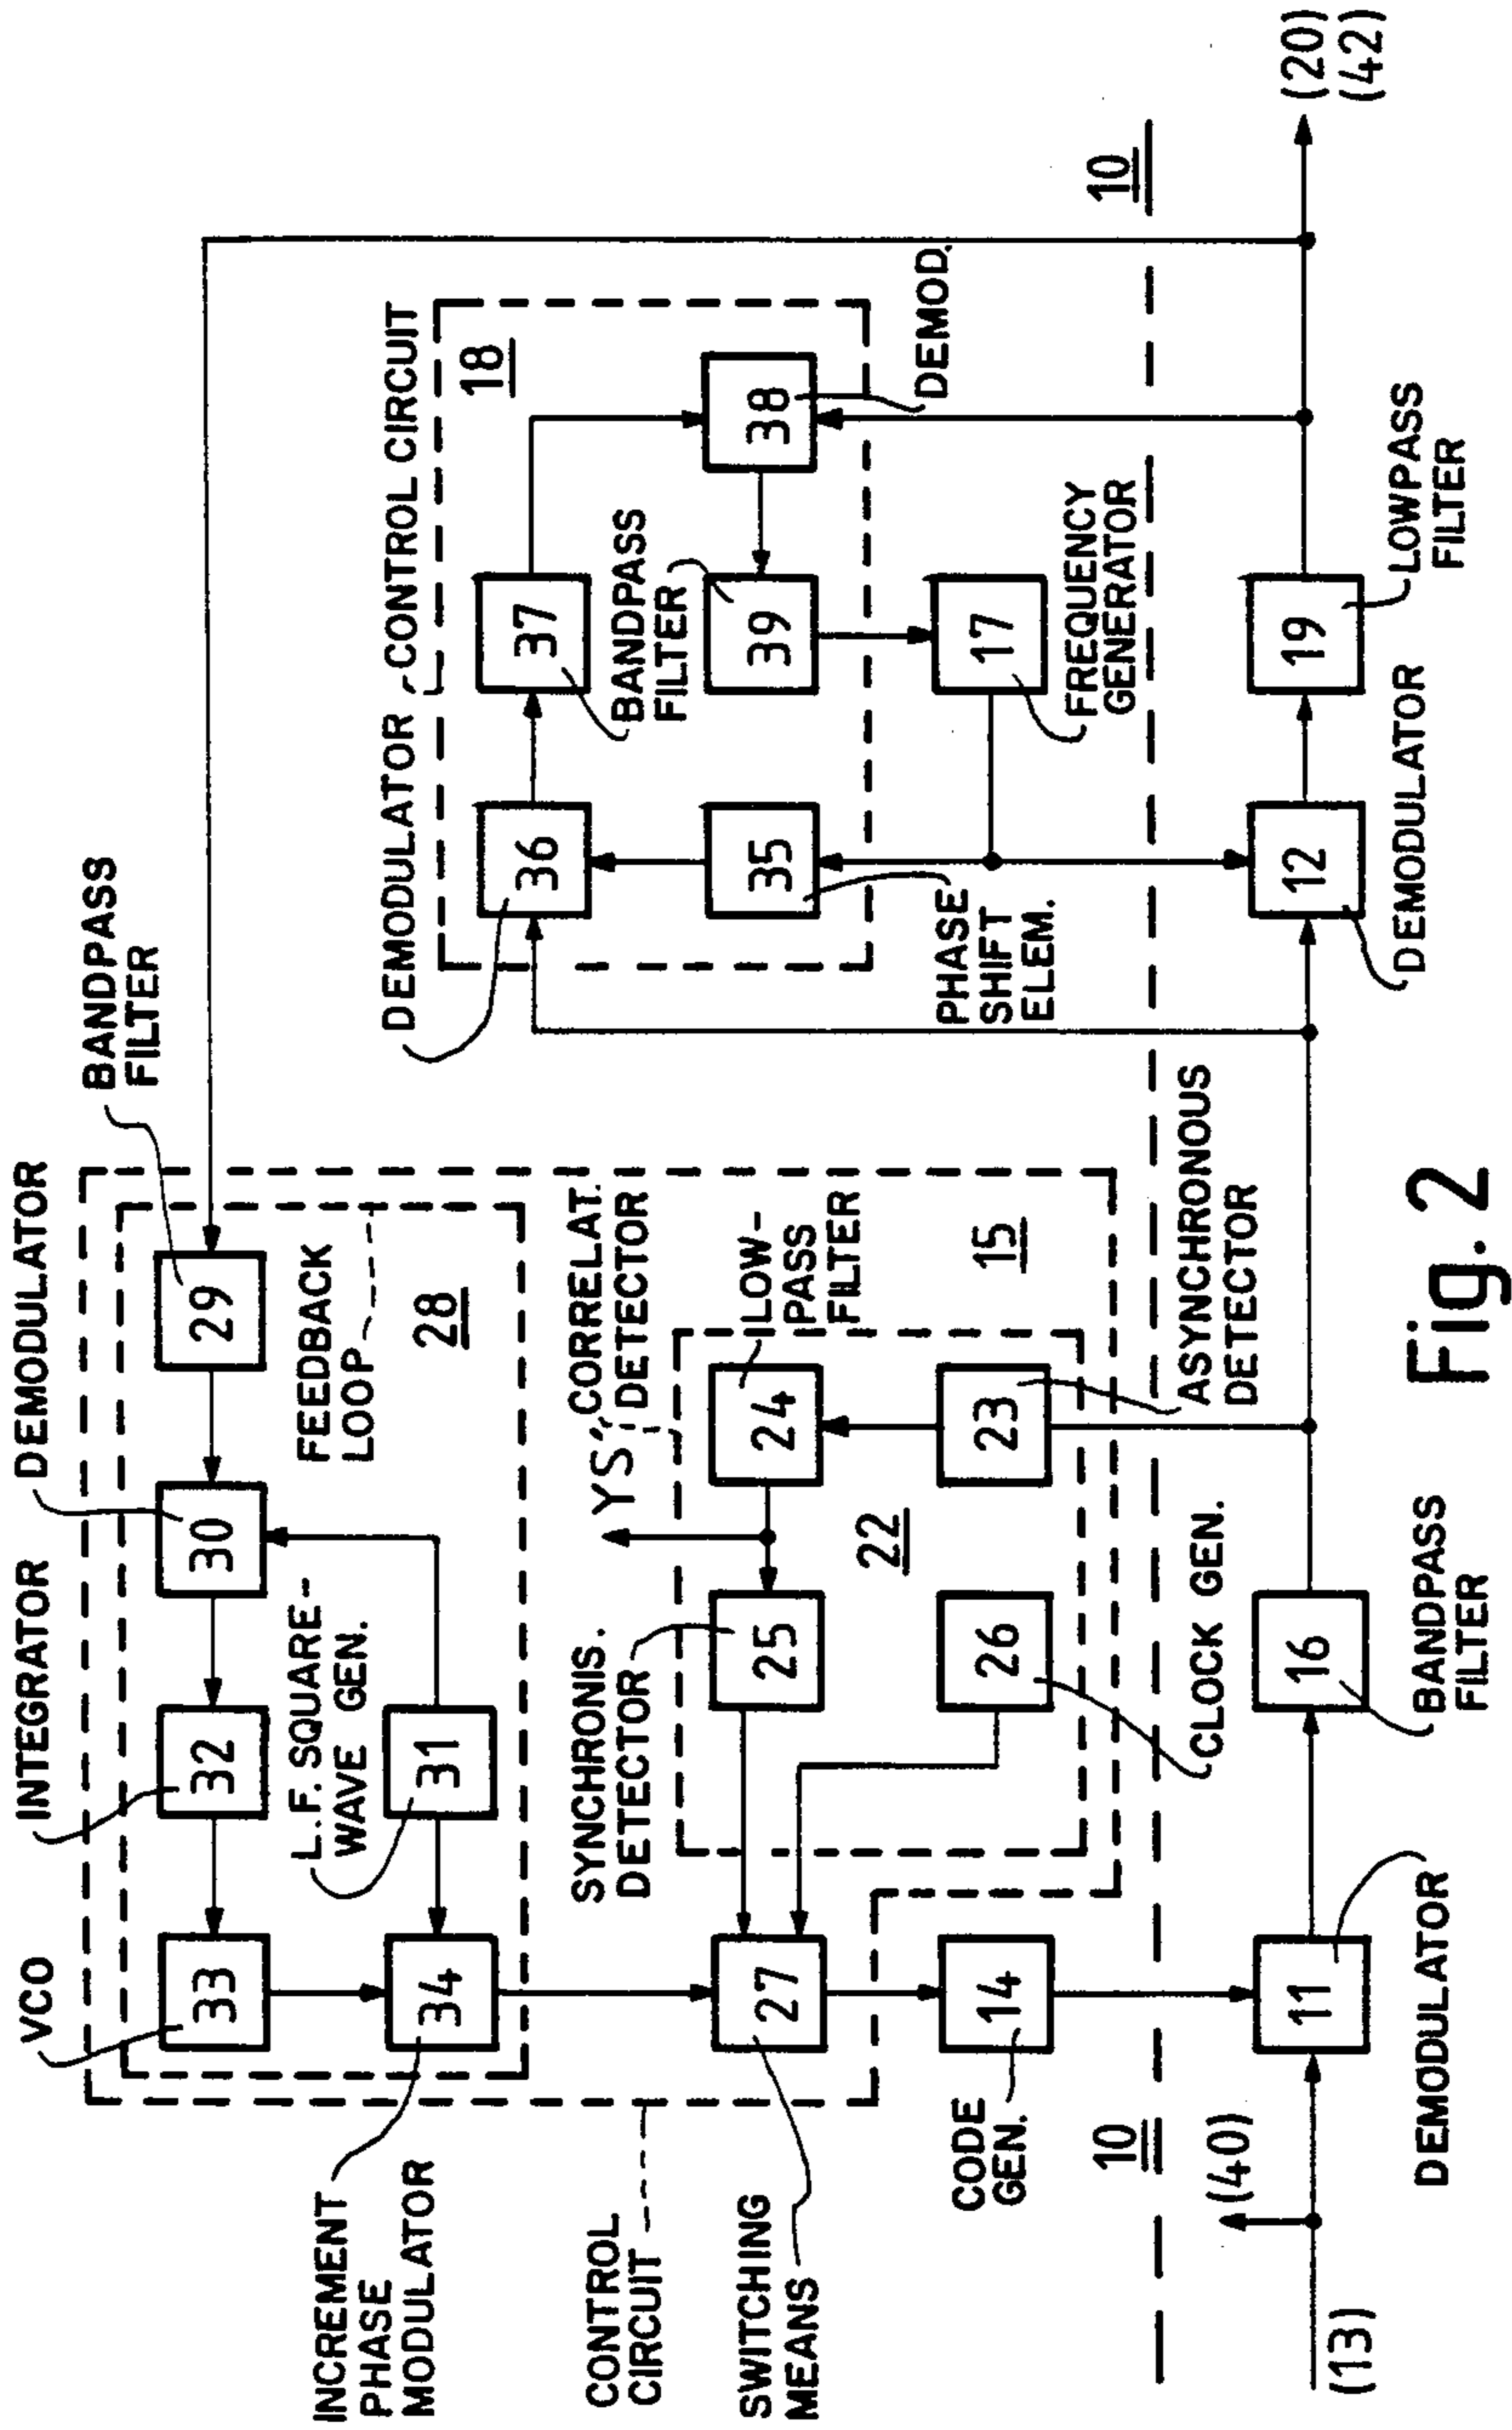 VCO
INTEGRATOR
DEMODULATOR
BANDPASS
FILTER
33
32
30
29
INCREMENT
PHASE
MODULATOR
34
L.F. SQUARE-
WAVE GEN.
31
FEEDBACK
LOOP
28
DEMODULATOR
CONTROL CIRCUIT
18
36
37
CONTROL
CIRCUIT
SYNCHRONIS.
DETECTOR
YS
CORRELAT.
DETECTOR
BANDPASS
FILTER
SWITCHING
MEANS
27
25
24
LOW-
PASS
FILTER
35
39
38
DEMOD.
22
15
CODE
GEN.
14
26
23
PHASE
SHIFT
ELEM.
17
FREQUENCY
GENERATOR
10
10
CLOCK GEN.
ASYNCHRONOUS
DETECTOR
(40)
(13)
11
16
12
19
(20)
(42)
DEMODULATOR
BANDPASS
FILTER
DEMODULATOR
LOWPASS
FILTER
Fig. 2